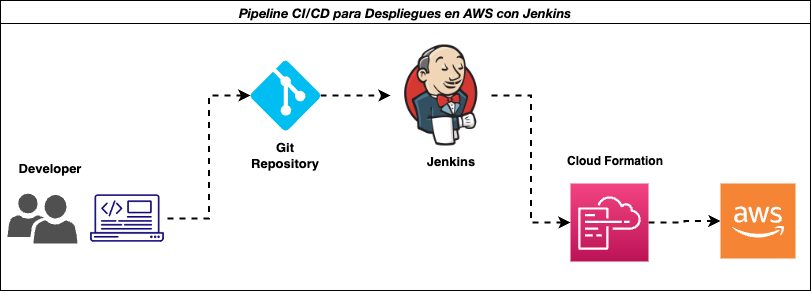 Pipeline CI/CD para Despliegues en AWS con Jenkins
Git
Repository
Jenkins
Developer
</>
Cloud Formation
aws